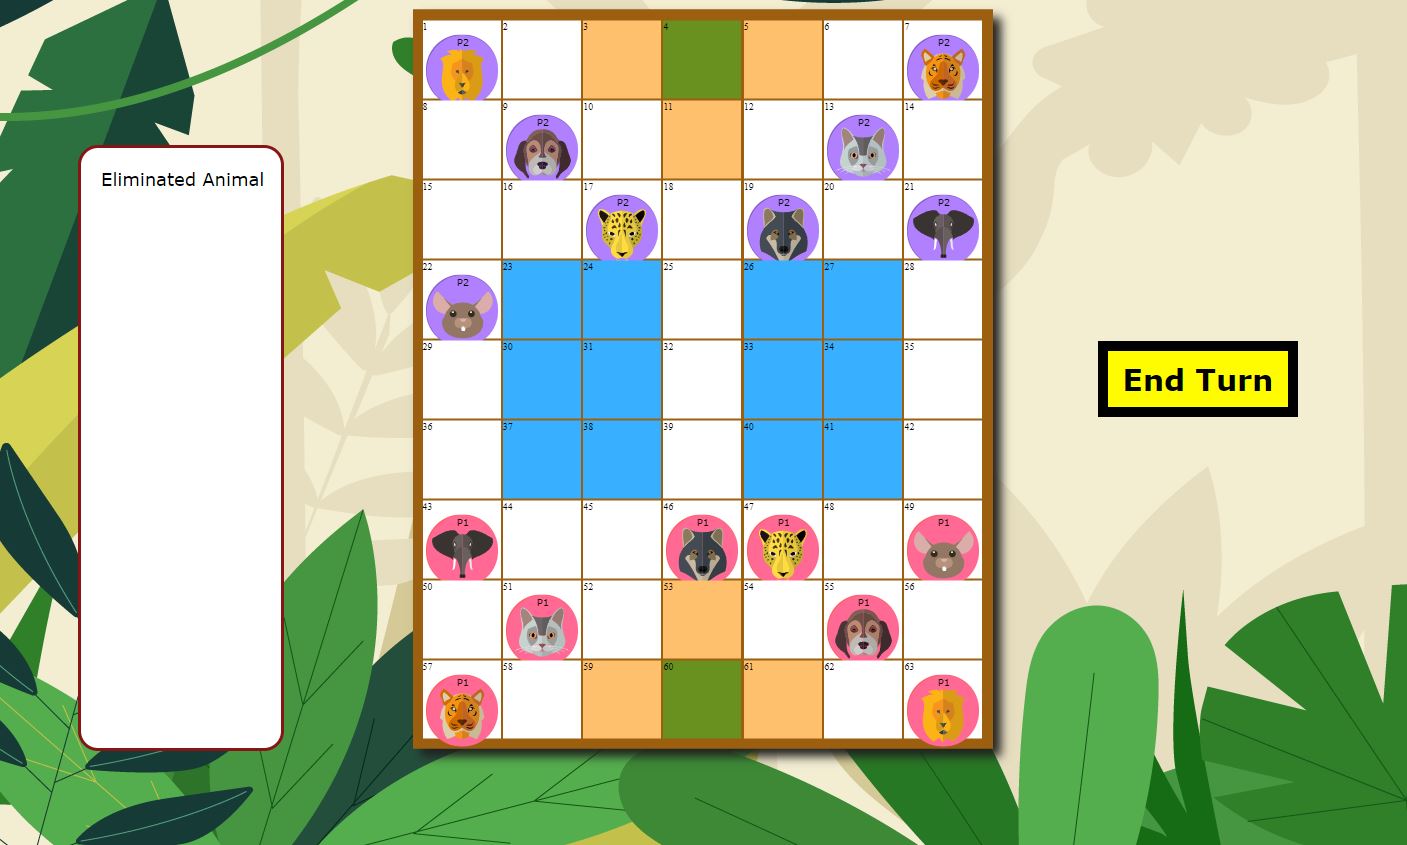 1 2 3 4 5 6 7
P2 P2
8 9 10 11 12 13 14
P2 P2
Eliminated Animal
15 16 17 18 19 20 21
P2 P2 P2
22 23 24 25 26 27 28
P2
29 30 31 32 33 34 35
End Turn
36 37 38 39 40 41 42
43 44 45 46 47 48 49
P1 P1 P1 P1
50 51 52 53 54 55 56
P1 P1
57 58 59 60 61 62 63
P1 P1